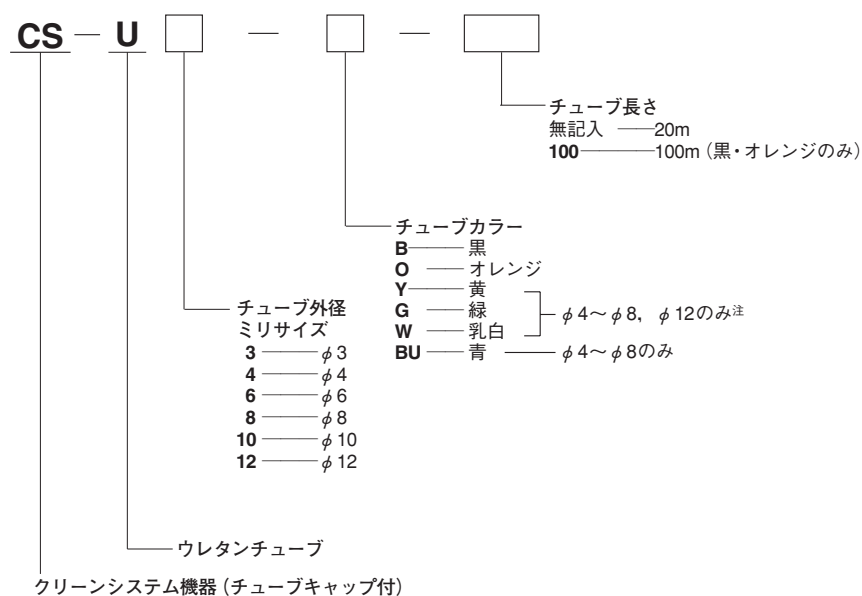 CS — U □ — □ — □
チューブ長さ
無記入 ——20m
100———100m（黒・オレンジのみ）
チューブカラー
B——黒
O ——オレンジ
Y——黄
G ——緑
W ——乳白
φ4～φ8，φ12のみ注
BU——青 ——φ4～φ8のみ
チューブ外径
ミリサイズ
3 ——φ3
4 ——φ4
6 ——φ6
8 ——φ8
10 ——φ10
12 ——φ12
ウレタンチューブ
クリーンシステム機器（チューブキャップ付）